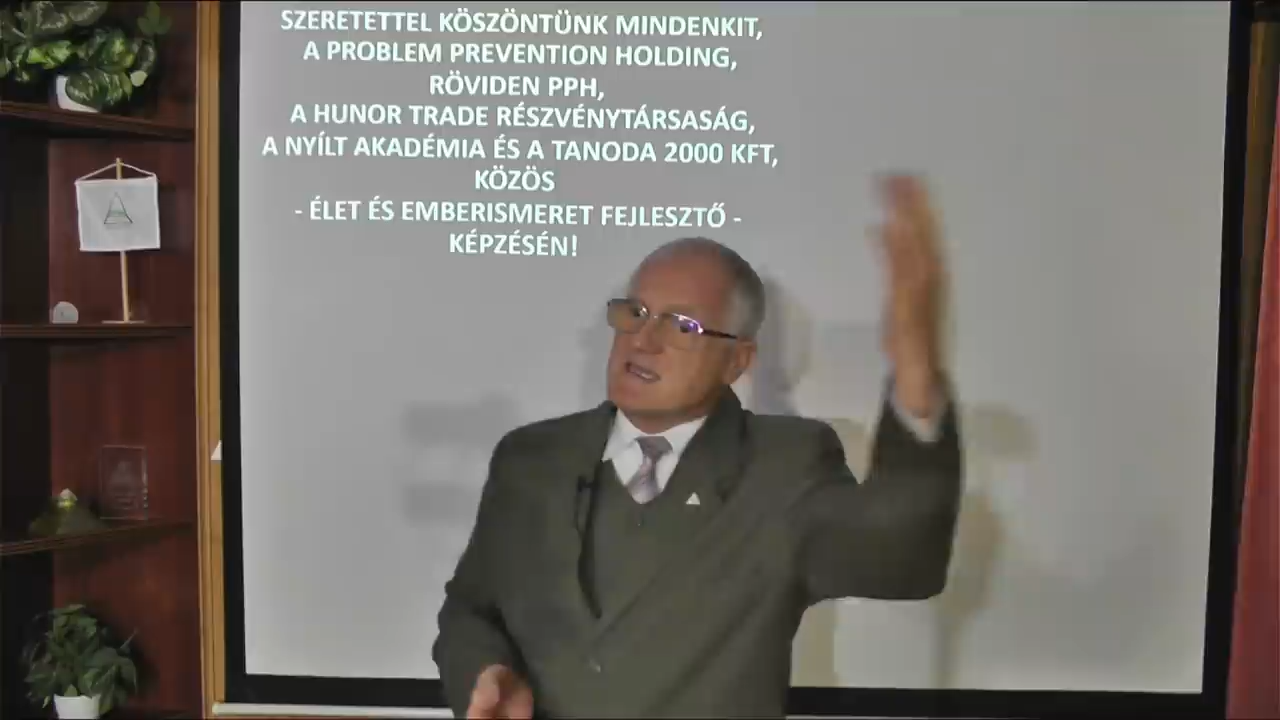 SZERETETTEL KÖSZÖNTÜNK MINDENKIT,
A PROBLEM PREVENTION HOLDING,
RÖVIDEN PPH,
A HUNOR TRADE RÉSZVÉNYTÁRSASÁG,
A NYÍLT AKADÉMIA ÉS A TANODA 2000 KFT,
KÖZÖS
- ÉLET ÉS EMBERISMERET FEJLESZTŐ -
KÉPZÉSÉN!